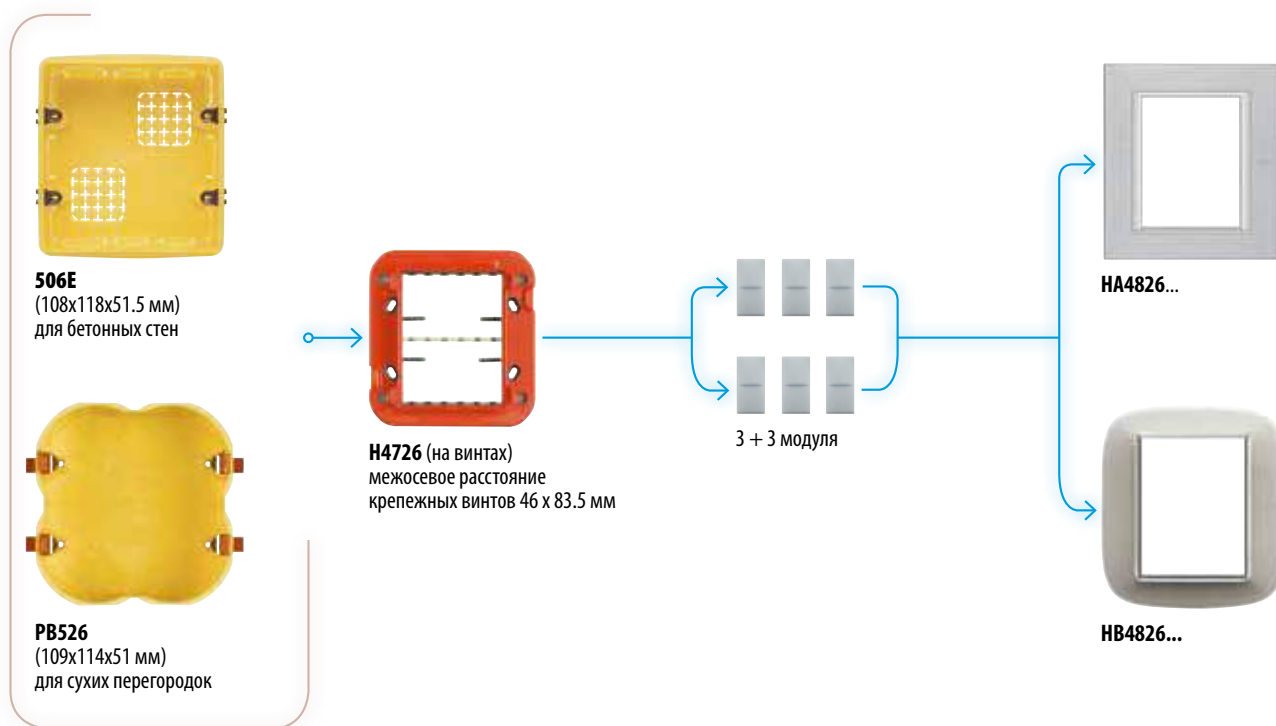 506E
(108x118x51.5 мм)
для бетонных стен
PB526
(109x114x51 мм)
для сухих перегородок
H4726 (на винтах)
межосевое расстояние
крепежных винтов 46 x 83.5 мм
3 + 3 модуля
HA4826...
HB4826...